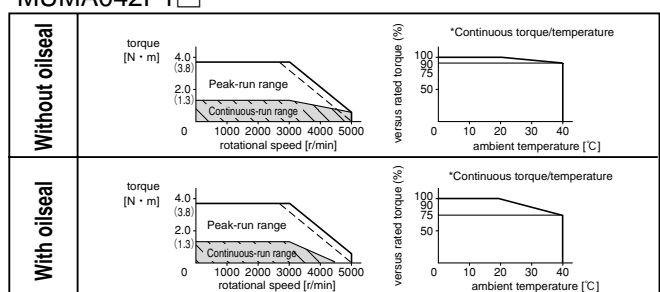 MUMA042P1□
Without oilseal
torque
[N・m]
4.0
(3.8)
2.0
(1.3)
Peak-run range
Continuous-run range
0 1000 2000 3000 4000 5000
rotational speed [r/min]
versus rated torque (%)
*Continuous torque/temperature
100
90
75
50
0 10 20 30 40
ambient temperature [℃]
With oilseal
torque
[N・m]
4.0
(3.8)
2.0
(1.3)
Peak-run range
Continuous-run range
0 1000 2000 3000 4000 5000
rotational speed [r/min]
versus rated torque (%)
*Continuous torque/temperature
100
90
75
50
0 10 20 30 40
ambient temperature [℃]